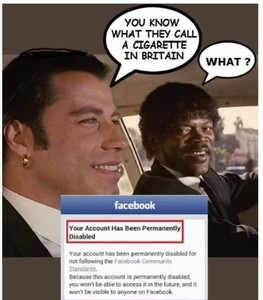 YOU KNOW
WHAT THEY CALL
A CIGARETTE
IN BRITAIN
WHAT ?
facebook
Your Account Has Been Permanently
Disabled
Your account has been permanently disabled for
not following the Facebook Community
Standards.
Because this account is permanently disabled,
you won't be able to access it in the future, and it
won't be visible to anyone on Facebook.